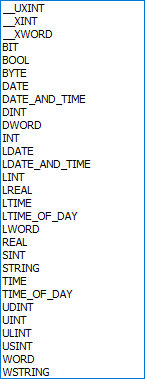 __UXINT
__XINT
__XWORD
BIT
BOOL
BYTE
DATE
DATE_AND_TIME
DINT
DWORD
INT
LDATE
LDATE_AND_TIME
LINT
LREAL
LTIME
LTIME_OF_DAY
LWORD
REAL
SINT
STRING
TIME
TIME_OF_DAY
UDINT
UINT
ULINT
USINT
WORD
WSTRING